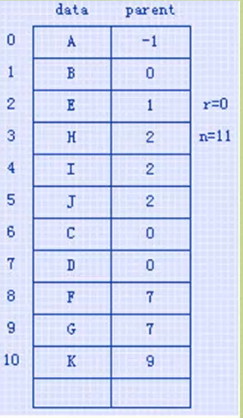 data parent
0 A -1
1 B 0
2 E 1 r=0
3 H 2 n=11
4 I 2
5 J 2
6 C 0
7 D 0
8 F 7
9 G 7
10 K 9